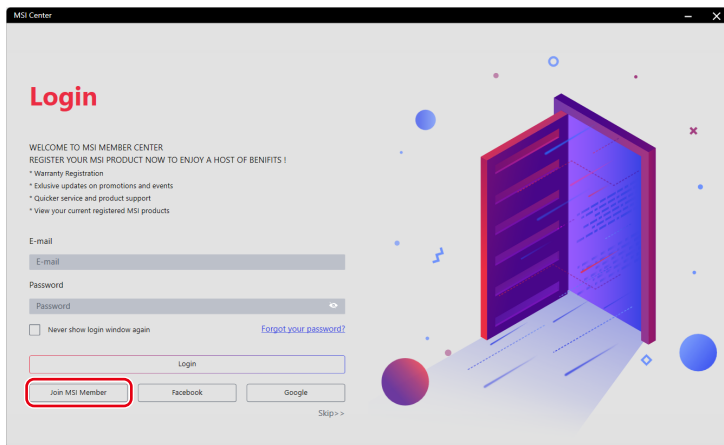 MSI Center
Login
WELCOME TO MSI MEMBER CENTER
REGISTER YOUR MSI PRODUCT NOW TO ENJOY A HOST OF BENIFITS !
* Warranty Registration
* Exlusive updates on promotions and events
* Quicker service and product support
* View your current registered MSI products
E-mail
E-mail
Password
Password
Never show login window again
Forgot your password?
Login
Join MSI Member
Facebook
Google
Skip>>